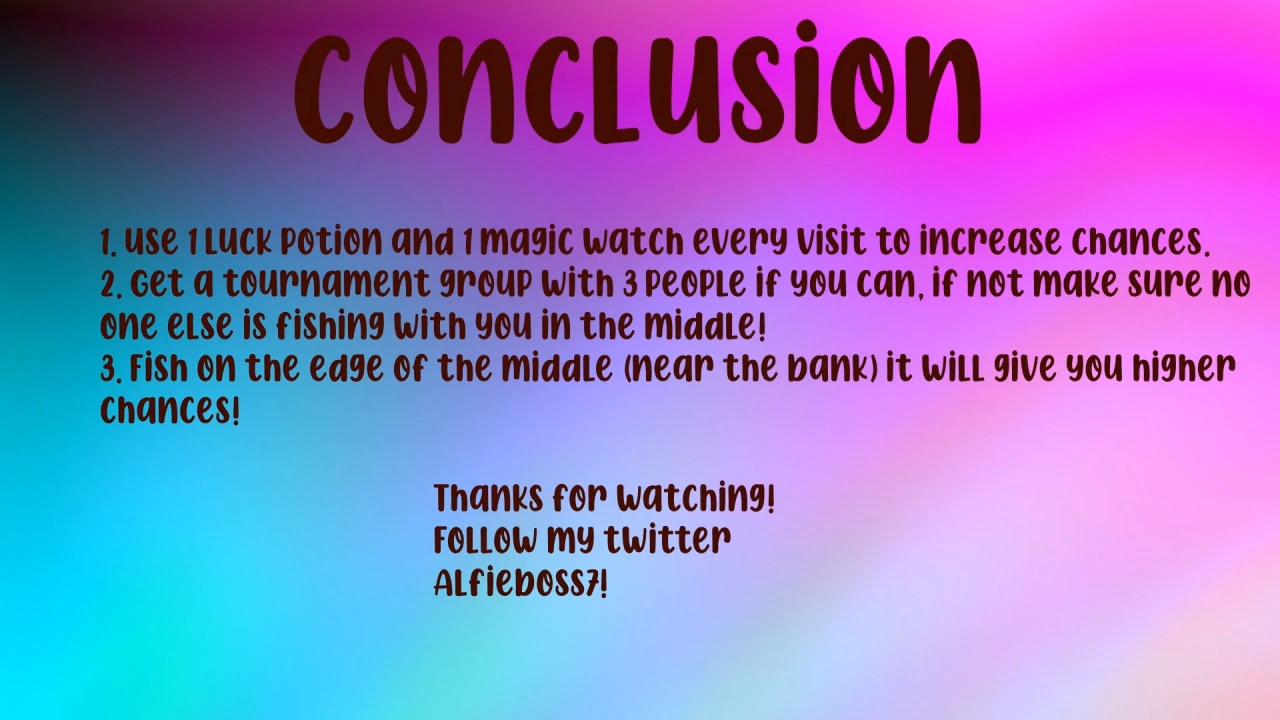 Conclusion
1. Use 1 Luck Potion and 1 magic watch every visit to increase chances.
2. Get a tournament group with 3 people if you can, if not make sure no
one else is fishing with you in the middle!
3. Fish on the edge of the middle (near the bank) it will give you higher
chances!
Thanks for watching!
Follow my twitter
Alfieboss7!